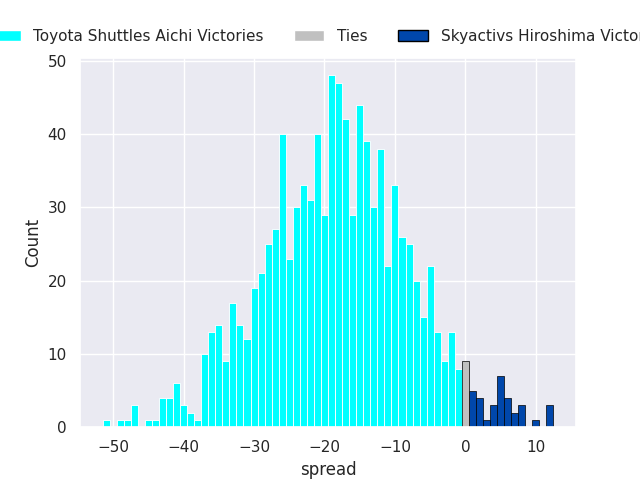 Toyota Shuttles Aichi Victories Ties Skyactivs Hiroshima Victor
50
40
30
20
10
0
Count
−50 −40 −30 −20 −10 0 10
spread